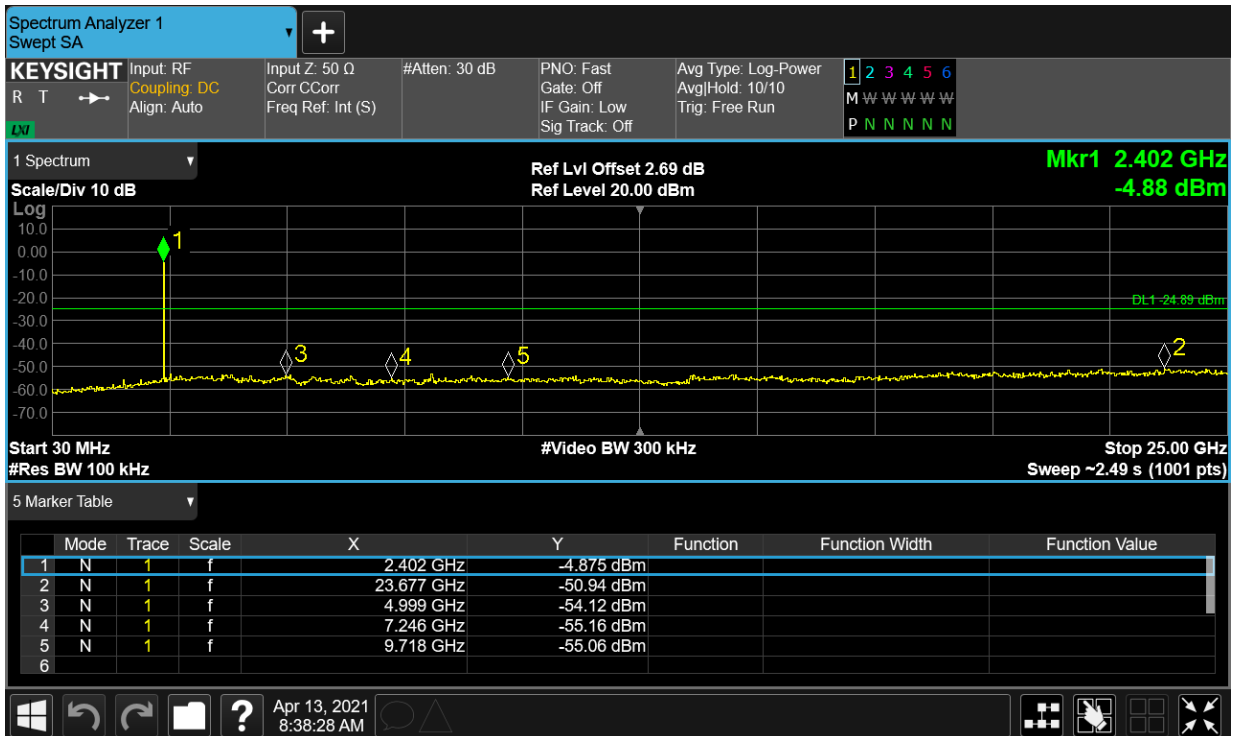 Spectrum Analyzer 1
Swept SA
KEYSIGHT Input: RF Input Z: 50 Ω #Atten: 30 dB PNO: Fast Avg Type: Log-Power 1 2 3 4 5 6
R T Coupling: DC Corr CCorr Gate: Off Avg|Hold: 10/10 M W W W W W
Align: Auto Freq Ref: Int (S) IF Gain: Low Trig: Free Run
LXI Sig Track: Off P N N N N N
1 Spectrum Ref Lvl Offset 2.69 dB Mkr1 2.402 GHz
Scale/Div 10 dB Ref Level 20.00 dBm -4.88 dBm
Log
10.0
1
0.00
-10.0
-20.0
DL1 -24.89 dBm
-30.0
-40.0
3 4 5 2
-50.0
-60.0
-70.0
Start 30 MHz #Video BW 300 kHz Stop 25.00 GHz
#Res BW 100 kHz Sweep ~2.49 s (1001 pts)
5 Marker Table
Mode Trace Scale X Y Function Function Width Function Value
1 N 1 f 2.402 GHz -4.875 dBm
2 N 1 f 23.677 GHz -50.94 dBm
3 N 1 f 4.999 GHz -54.12 dBm
4 N 1 f 7.246 GHz -55.16 dBm
5 N 1 f 9.718 GHz -55.06 dBm
6
? Apr 13, 2021
8:38:28 AM